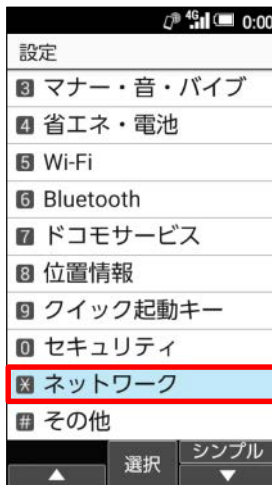 4G 0:00
設定
3 マナー・音・バイブ
4 省エネ・電池
5 Wi-Fi
6 Bluetooth
7 ドコモサービス
8 位置情報
9 クイック起動キー
0 セキュリティ
* ネットワーク
# その他
▲ 選択 シンプル ▼